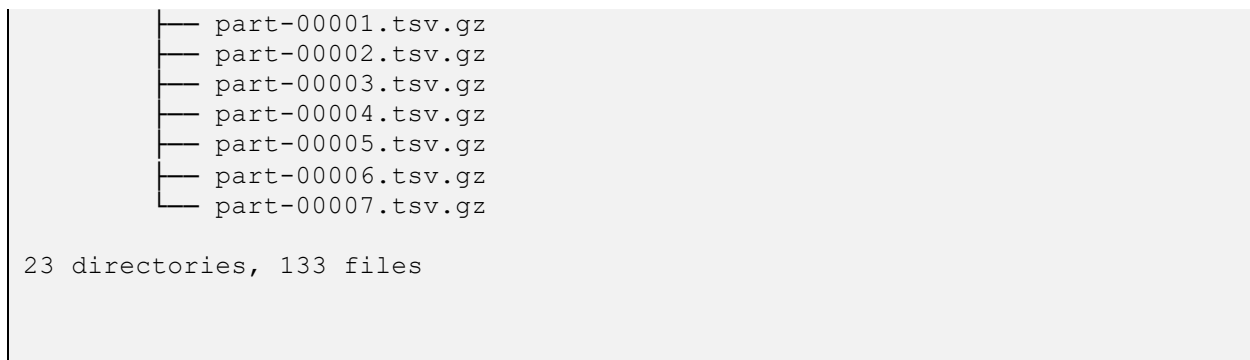 ├── part-00001.tsv.gz
├── part-00002.tsv.gz
├── part-00003.tsv.gz
├── part-00004.tsv.gz
├── part-00005.tsv.gz
├── part-00006.tsv.gz
└── part-00007.tsv.gz
23 directories, 133 files